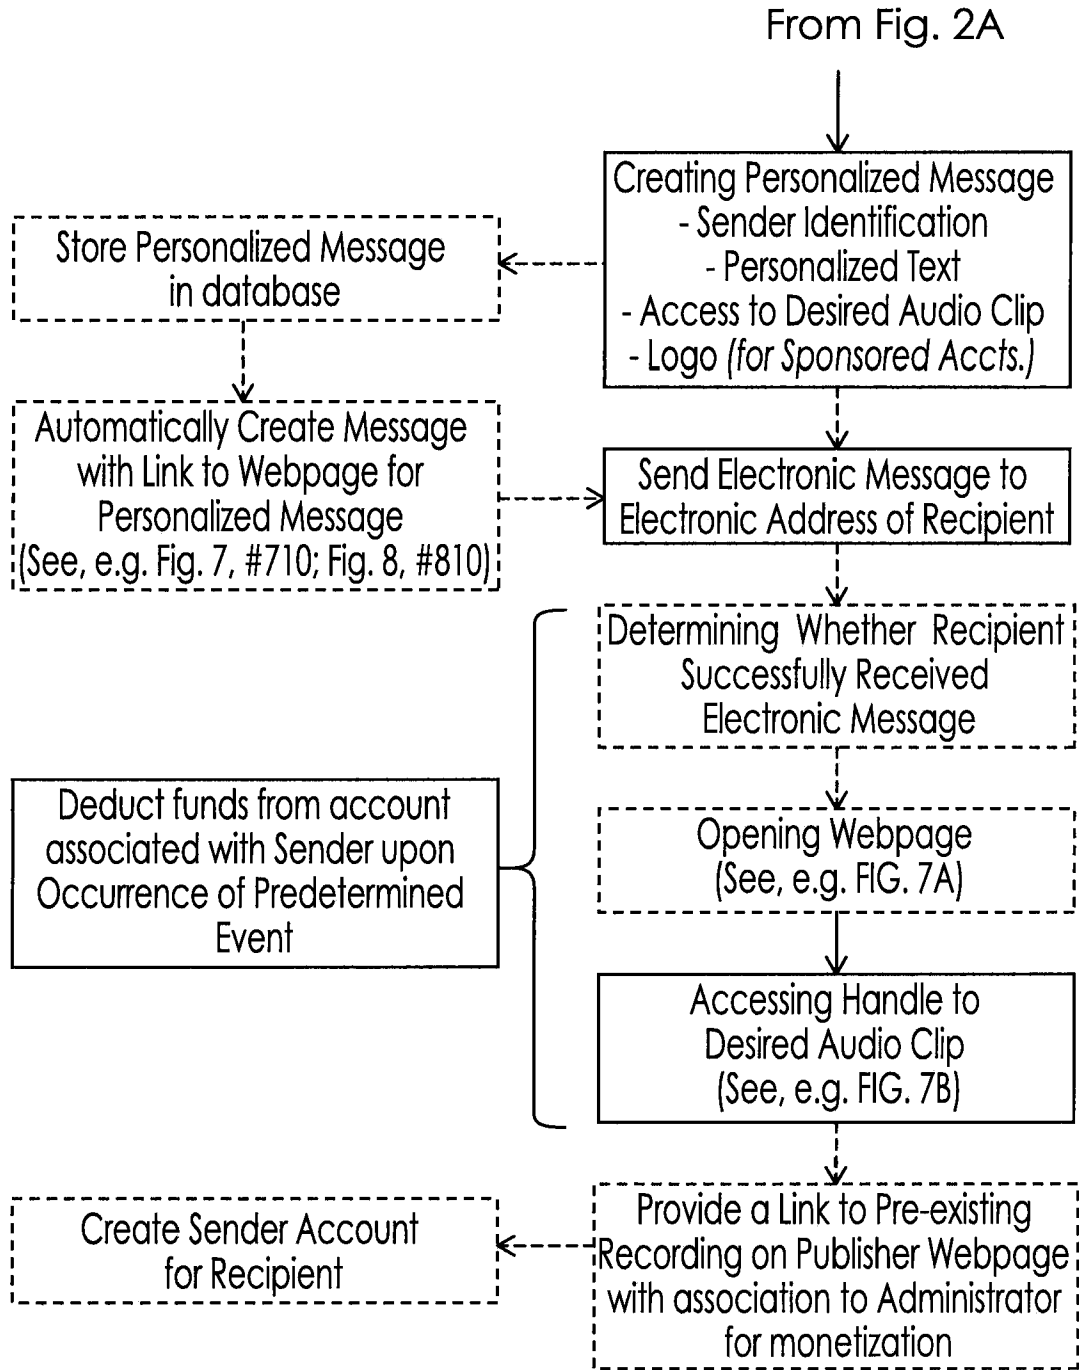 From Fig. 2A
Creating Personalized Message
- Sender Identification
- Personalized Text
- Access to Desired Audio Clip
- Logo (for Sponsored Accts.)
Store Personalized Message
in database
Automatically Create Message
with Link to Webpage for
Personalized Message
(See, e.g. Fig. 7, #710; Fig. 8, #810)
Send Electronic Message to
Electronic Address of Recipient
Determining Whether Recipient
Successfully Received
Electronic Message
Deduct funds from account
associated with Sender upon
Occurrence of Predetermined
Event
Opening Webpage
(See, e.g. FIG. 7A)
Accessing Handle to
Desired Audio Clip
(See, e.g. FIG. 7B)
Provide a Link to Pre-existing
Recording on Publisher Webpage
with association to Administrator
for monetization
Create Sender Account
for Recipient